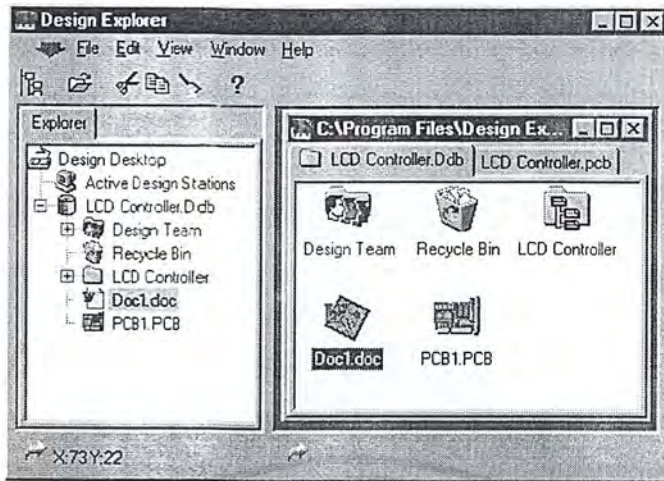 Design Explorer
File Edit View Window Help
?
Explorer
Design Desktop
Active Design Stations
LCD Controller.Ddb
Design Team
Recycle Bin
LCD Controller
Doc1.doc
PCB1.PCB
X:73Y:22
C:\Program Files\Design Ex...
LCD Controller.Ddb LCD Controller.pcb
Design Team Recycle Bin LCD Controller
Doc1.doc PCB1.PCB